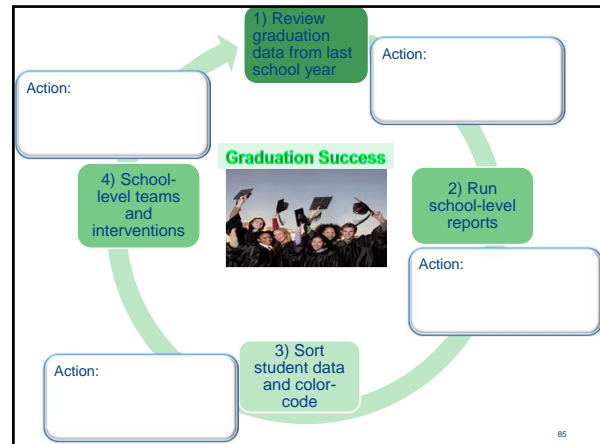 1) Review
graduation
data from last
school year
Action:
Action:
Graduation Success
4) School-
level teams
and
interventions
2) Run
school-level
reports
Action:
3) Sort
student data
and color-
code
Action:
85